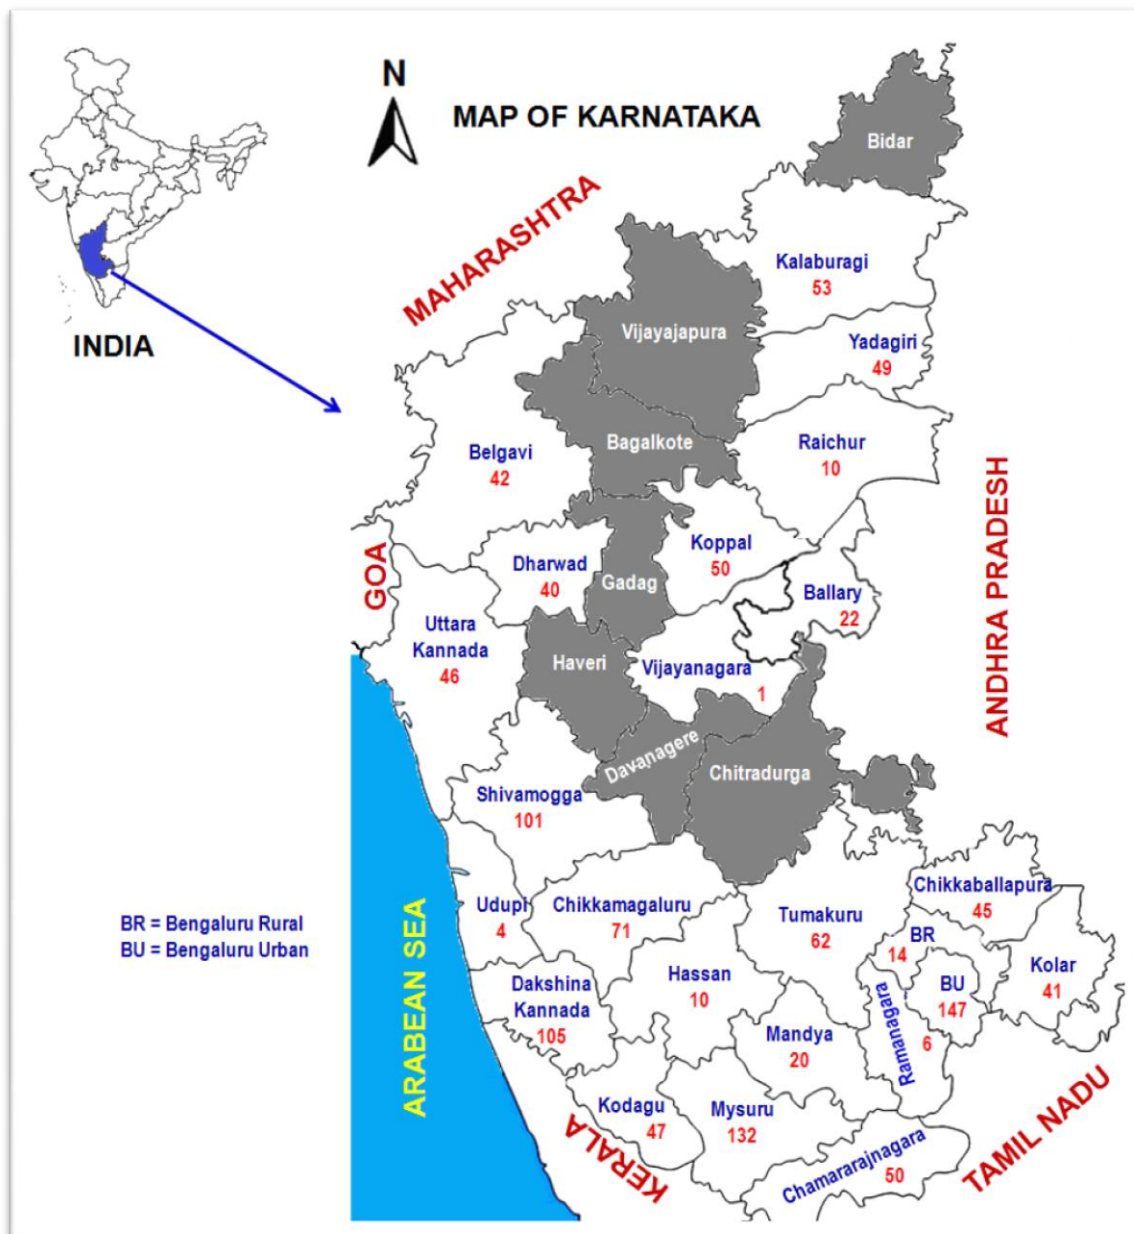 N
MAP OF KARNATAKA
INDIA
MAHARASHTRA
Bidar
Kalaburagi
53
Vijayajapura
Yadagiri
49
Bagalkote
Belgavi
42
Raichur
10
GOA
Dharwad
40
Gadag
Koppal
50
Ballary
22
ANDHRA PRADESH
Uttara
Kannada
46
Haveri
Vijayanagara
1
Davanagere
Chitradurga
Shivamogga
101
BR = Bengaluru Rural
BU = Bengaluru Urban
ARABEAN SEA
Udupi
4
Chikkamagaluru
71
Tumakuru
62
Chikkaballapura
45
BR
14
Kolar
41
BU
147
Dakshina
Kannada
105
Hassan
10
Mandya
20
Ramanagara
6
Kodagu
47
Mysuru
132
Chamararajnagara
50
KERALA
TAMIL NADU